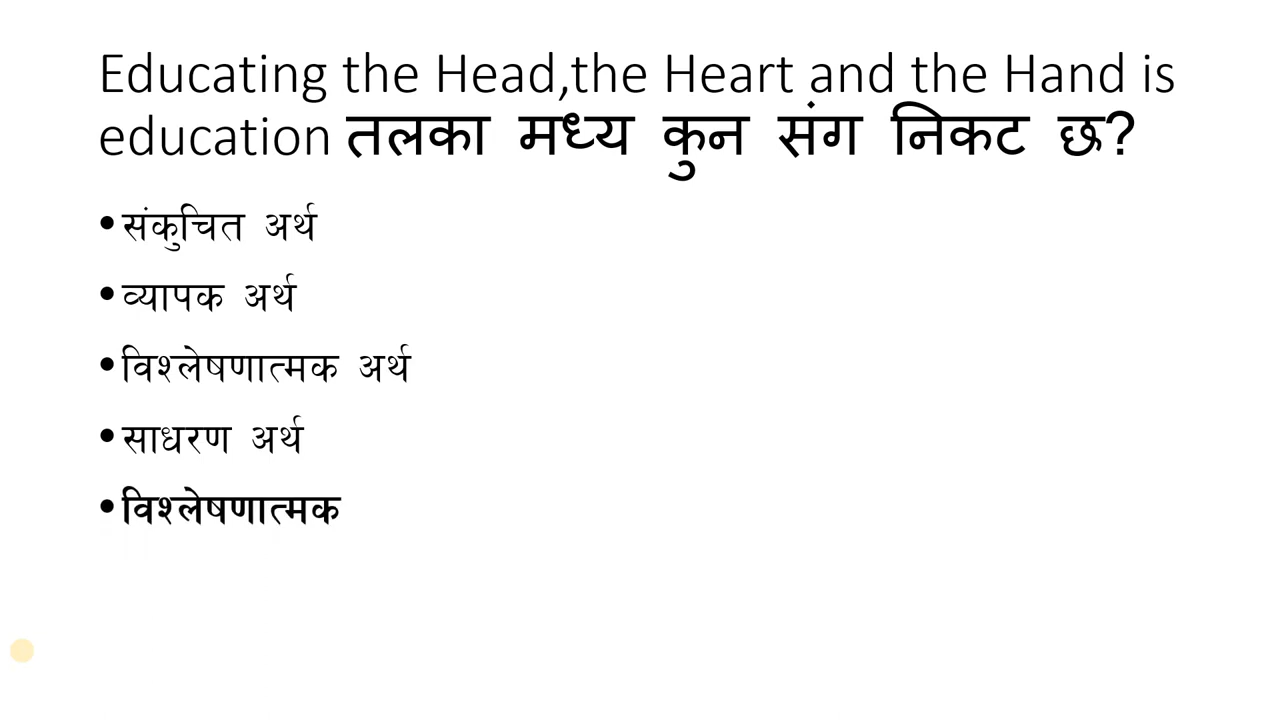 Educating the Head,the Heart and the Hand is
education तलका मध्य कुन संग निकट छ?
•संकुचित अर्थ
•व्यापक अर्थ
•विश्लेषणात्मक अर्थ
•साधरण अर्थ
•विश्लेषणात्मक